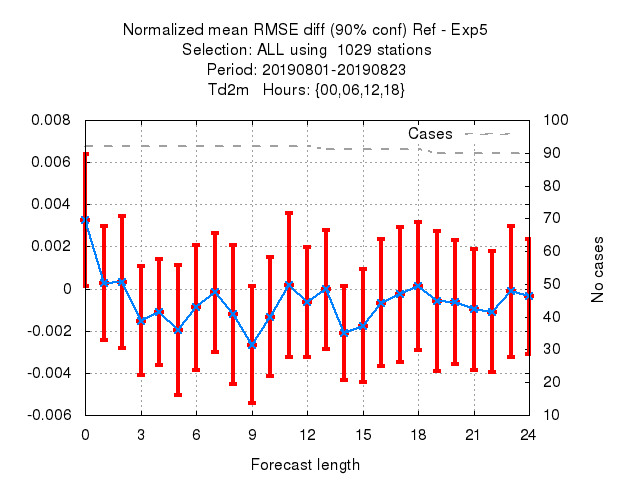 Normalized mean RMSE diff (90% conf) Ref - Exp5
Selection: ALL using  1029 stations
Period: 20190801-20190823
Td2m   Hours: {00,06,12,18}
Cases
0.008
0.006
0.004
0.002
0
-0.002
-0.004
-0.006
100
90
80
70
60
50
40
30
20
10
No cases
0 3 6 9 12 15 18 21 24
Forecast length